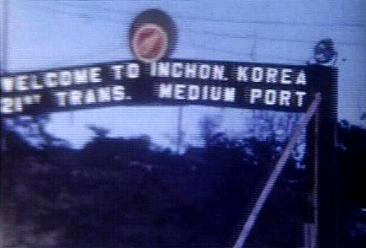 WELCOME TO INCHON, KOREA
21ST TRANS. MEDIUM PORT